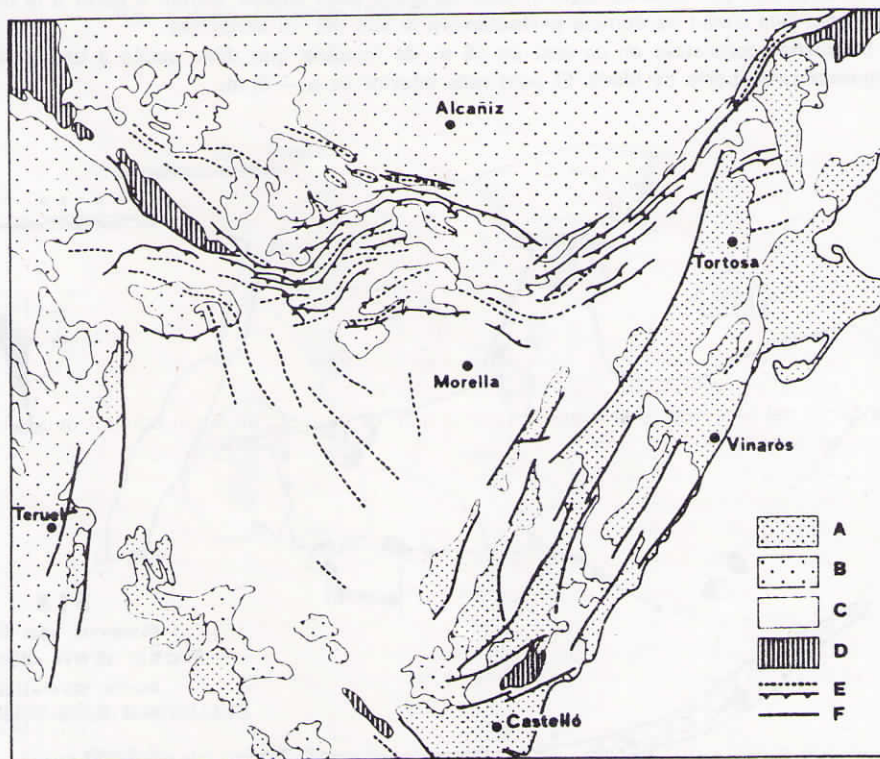 Alcañiz
Tortosa
Morella
Vinaròs
Teruel
A
B
C
D
E
F
Castelló